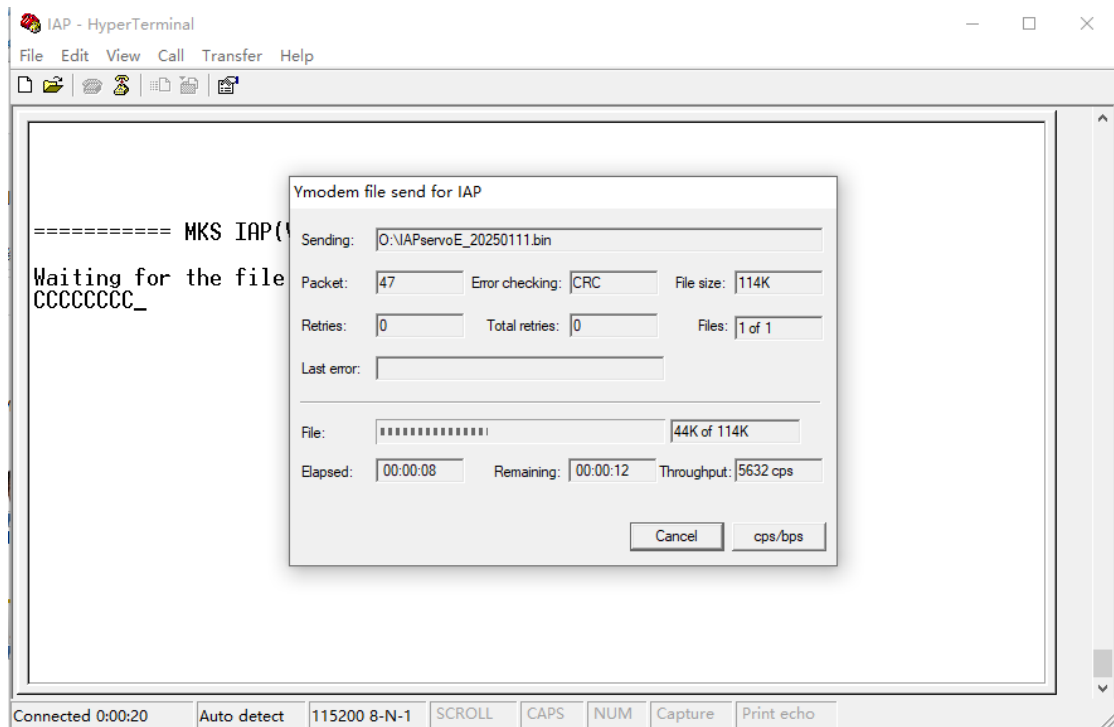 IAP - HyperTerminal
File Edit View Call Transfer Help
=========== MKS IAP(
Waiting for the file
CCCCCCCC_
Ymodem file send for IAP
Sending: O:\IAPservoE_20250111.bin
Packet: 47 Error checking: CRC File size: 114K
Retries: 0 Total retries: 0 Files: 1 of 1
Last error:
File: 44K of 114K
Elapsed: 00:00:08 Remaining: 00:00:12 Throughput: 5632 cps
Cancel cps/bps
Connected 0:00:20 Auto detect 115200 8-N-1 SCROLL CAPS NUM Capture Print echo